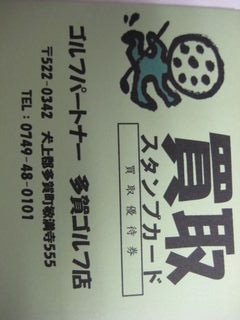 買取
スタンプカード
買取優待券
ゴルフパートナー 多賀ゴルフ店
〒522-0342 犬上郡多賀町敏満寺555
TEL:0749-48-0101